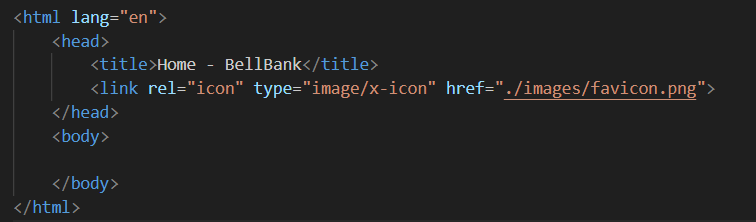 <html lang="en">
<head>
<title>Home - BellBank</title>
<link rel="icon" type="image/x-icon" href="./images/favicon.png">
</head>
<body>
</body>
</html>